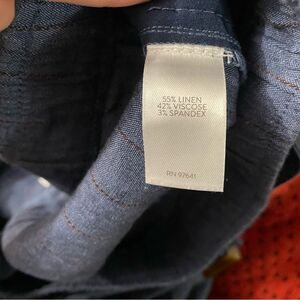 55% LINEN
42% VISCOSE
3% SPANDEX
RN 97641